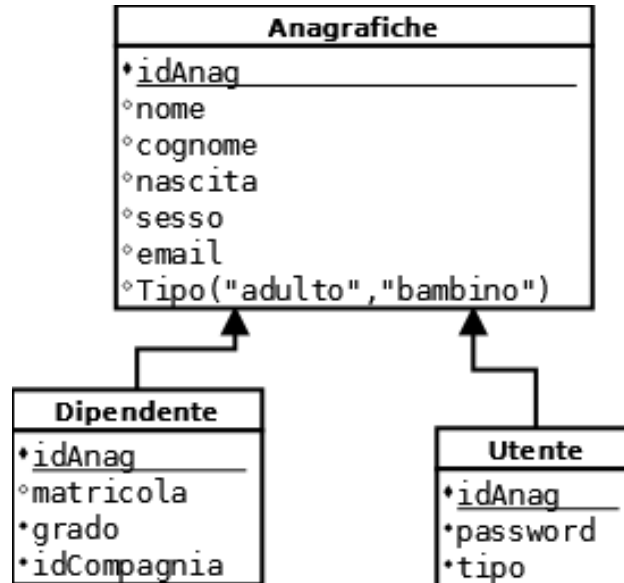 Anagrafiche
idAnag
nome
cognome
nascita
sesso
email
Tipo("adulto","bambino")
Dipendente
idAnag
matricola
grado
idCompagnia
Utente
idAnag
password
tipo